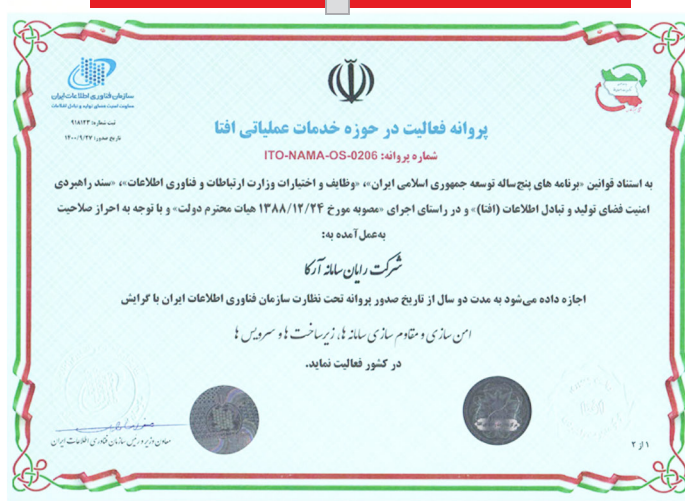 سازمان فناوری اطلاعات ایران
معاونت امنیت فضای تولید و تبادل اطلاعات
ثبت شماره: ۹۱۸۱۴۳
تاریخ صدور: ۱۴۰۰/۹/۲۷
پروانه فعالیت در حوزه خدمات عملیاتی افتا
شماره پروانه: ITO-NAMA-OS-0206
به استناد قوانین «برنامه های پنج‌ساله توسعه جمهوری اسلامی ایران»، «وظایف و اختیارات وزارت ارتباطات و فناوری اطلاعات»، «سند راهبردی
امنیت فضای تولید و تبادل اطلاعات (افتا)» و در راستای اجرای «مصوبه مورخ ۱۳۸۸/۱۲/۲۴ هیات محترم دولت» و با توجه به احراز صلاحیت
به‌عمل‌آمده به:
شرکت رایان سامانه آرکا
اجازه داده می‌شود به مدت دو سال از تاریخ صدور پروانه تحت نظارت سازمان فناوری اطلاعات ایران با گرایش
امن سازی و مقاوم سازی سامانه ها، زیرساخت ها و سرویس ها
در کشور فعالیت نماید.
معاون وزیر و رییس سازمان فناوری اطلاعات ایران
۱ از ۲